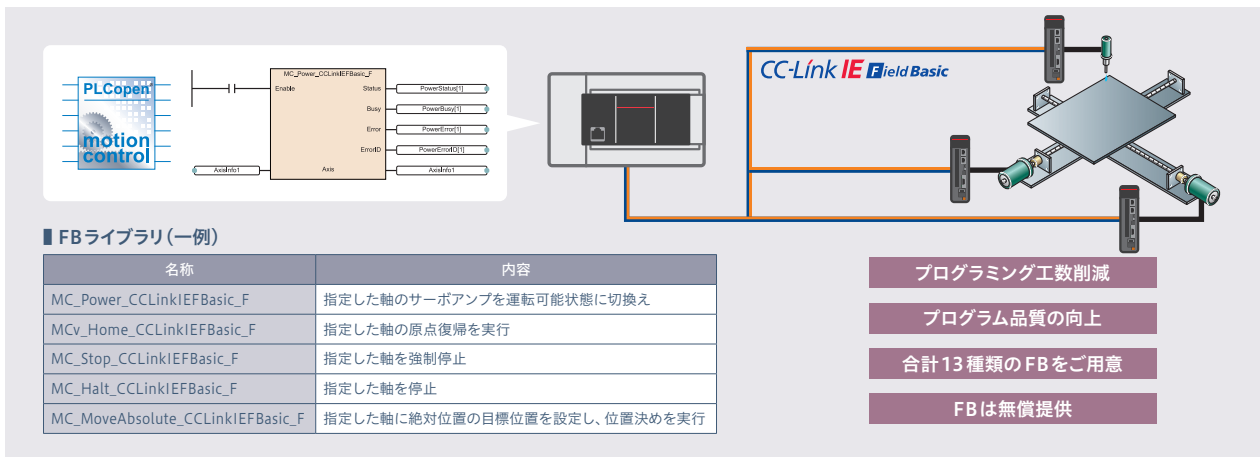 PLCopen
motion
control
MC_Power_CCLinkIEFBasic_F
Enable Status PowerStatus[1]
Busy PowerBusy[1]
Error PowerError[1]
ErrorID PowerErrorID[1]
AxisInfo1 Axis AxisInfo1
CC-Link IE Field Basic
FBライブラリ(一例)
名称 内容
MC_Power_CCLinkIEFBasic_F 指定した軸のサーボアンプを運転可能状態に切換え
MCv_Home_CCLinkIEFBasic_F 指定した軸の原点復帰を実行
MC_Stop_CCLinkIEFBasic_F 指定した軸を強制停止
MC_Halt_CCLinkIEFBasic_F 指定した軸を停止
MC_MoveAbsolute_CCLinkIEFBasic_F 指定した軸に絶対位置の目標位置を設定し、位置決めを実行
プログラミング工数削減
プログラム品質の向上
合計13種類のFBをご用意
FBは無償提供